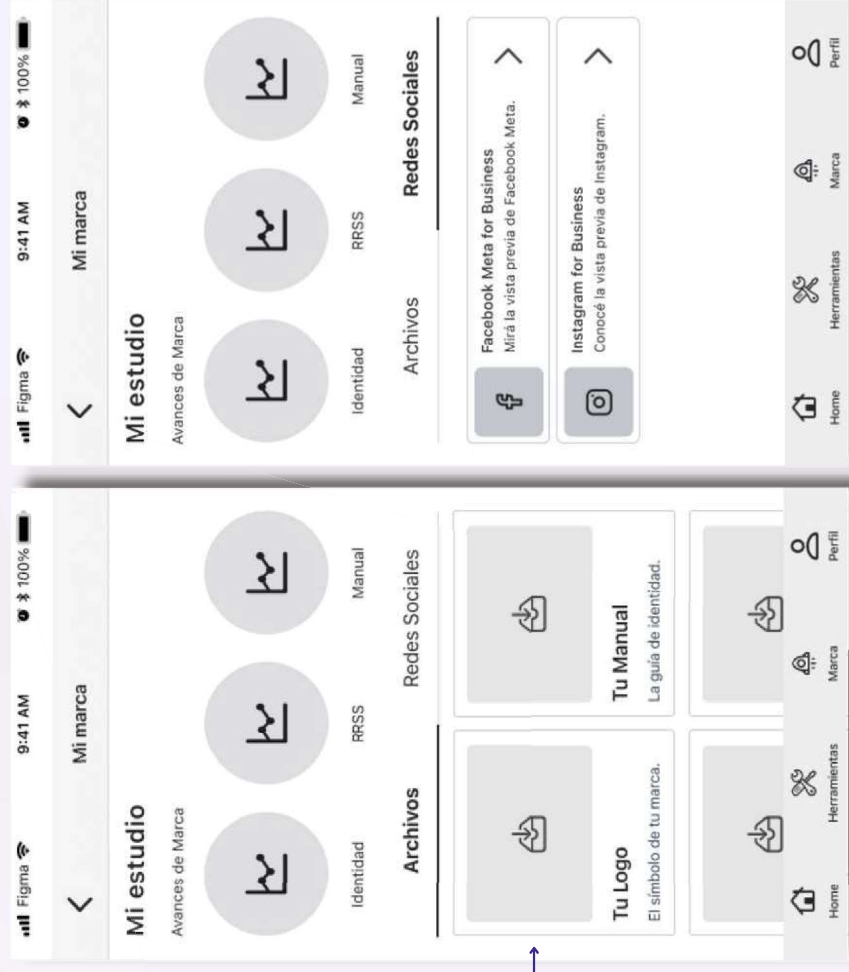 Figma
9:41 AM
100%
Mi marca
Mi estudio
Avances de Marca
Identidad
RRSS
Manual
Archivos
Redes Sociales
Tu Logo
El símbolo de tu marca.
Tu Manual
La guía de identidad.
Home
Herramientas
Marca
Perfil
Figma
9:41 AM
100%
Mi marca
Mi estudio
Avances de Marca
Identidad
RRSS
Manual
Archivos
Redes Sociales
Facebook Meta for Business
Mirá la vista previa de Facebook Meta.
Instagram for Business
Conocé la vista previa de Instagram.
Home
Herramientas
Marca
Perfil